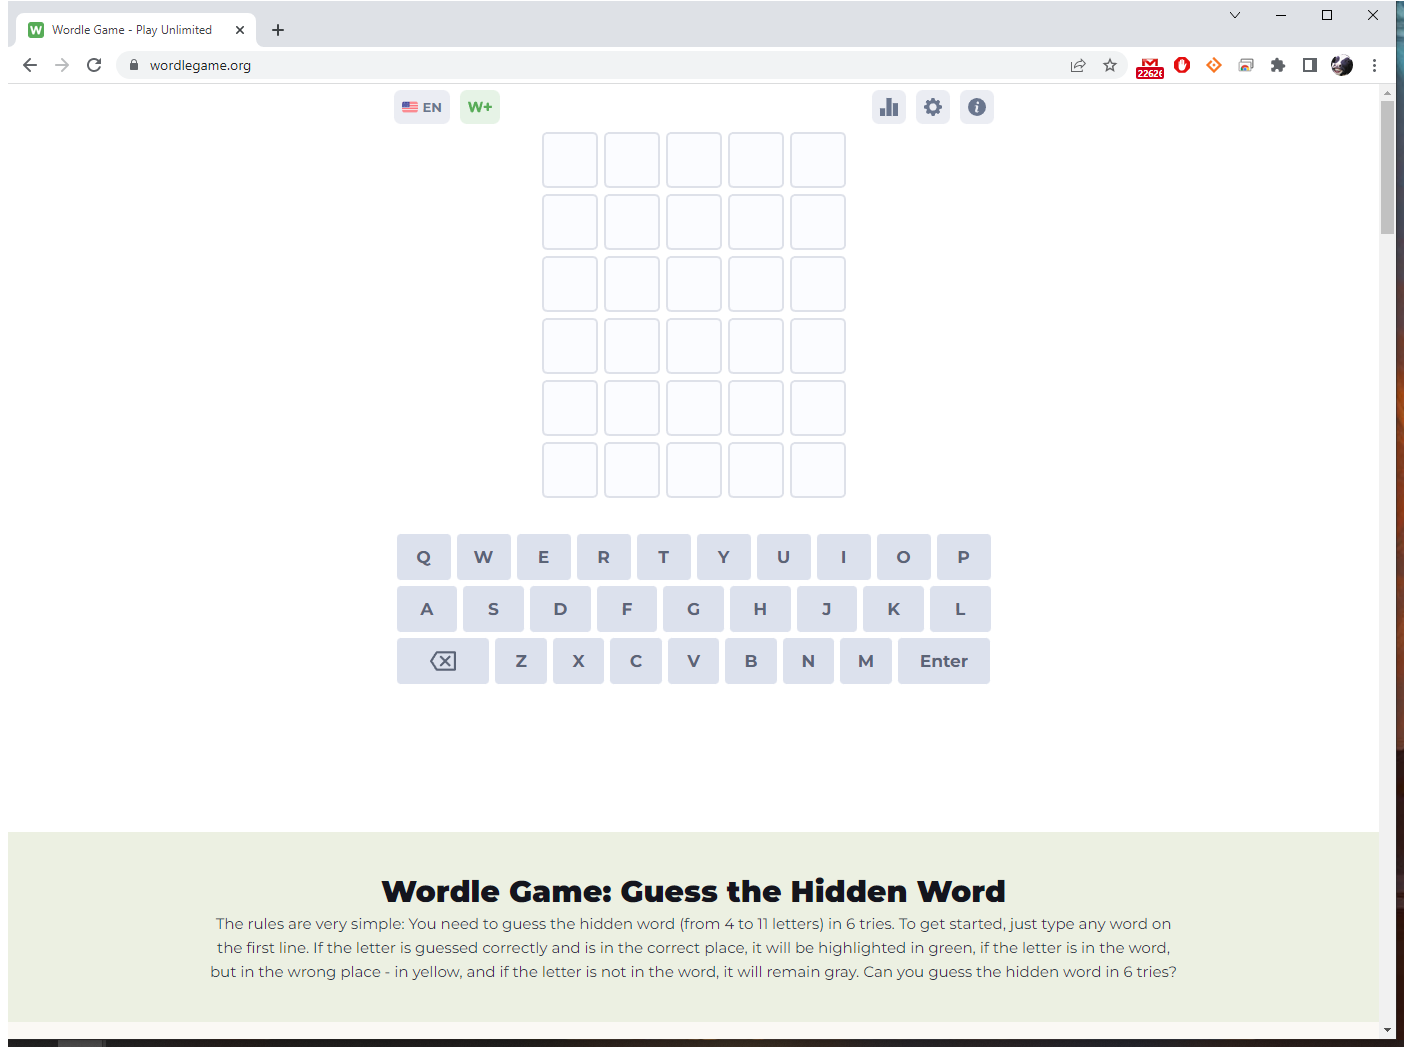 W Wordle Game - Play Unlimited
wordlegame.org
22626
EN W+
Q W E R T Y U I O P
A S D F G H J K L
Z X C V B N M Enter
Wordle Game: Guess the Hidden Word
The rules are very simple: You need to guess the hidden word (from 4 to 11 letters) in 6 tries. To get started, just type any word on
the first line. If the letter is guessed correctly and is in the correct place, it will be highlighted in green, if the letter is in the word,
but in the wrong place - in yellow, and if the letter is not in the word, it will remain gray. Can you guess the hidden word in 6 tries?